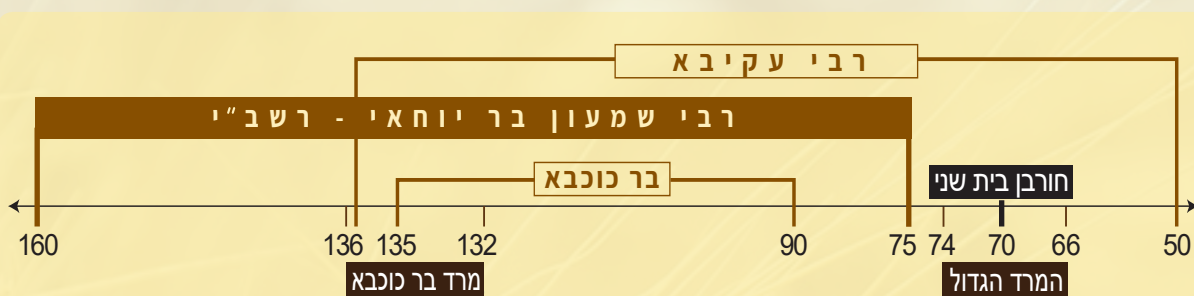 רבי עקיבא
רבי שמעון בר יוחאי - רשב״י
בר כוכבא
חורבן בית שני
50 66 70 74 75 90 132 135 136 160
המרד הגדול
מרד בר כוכבא